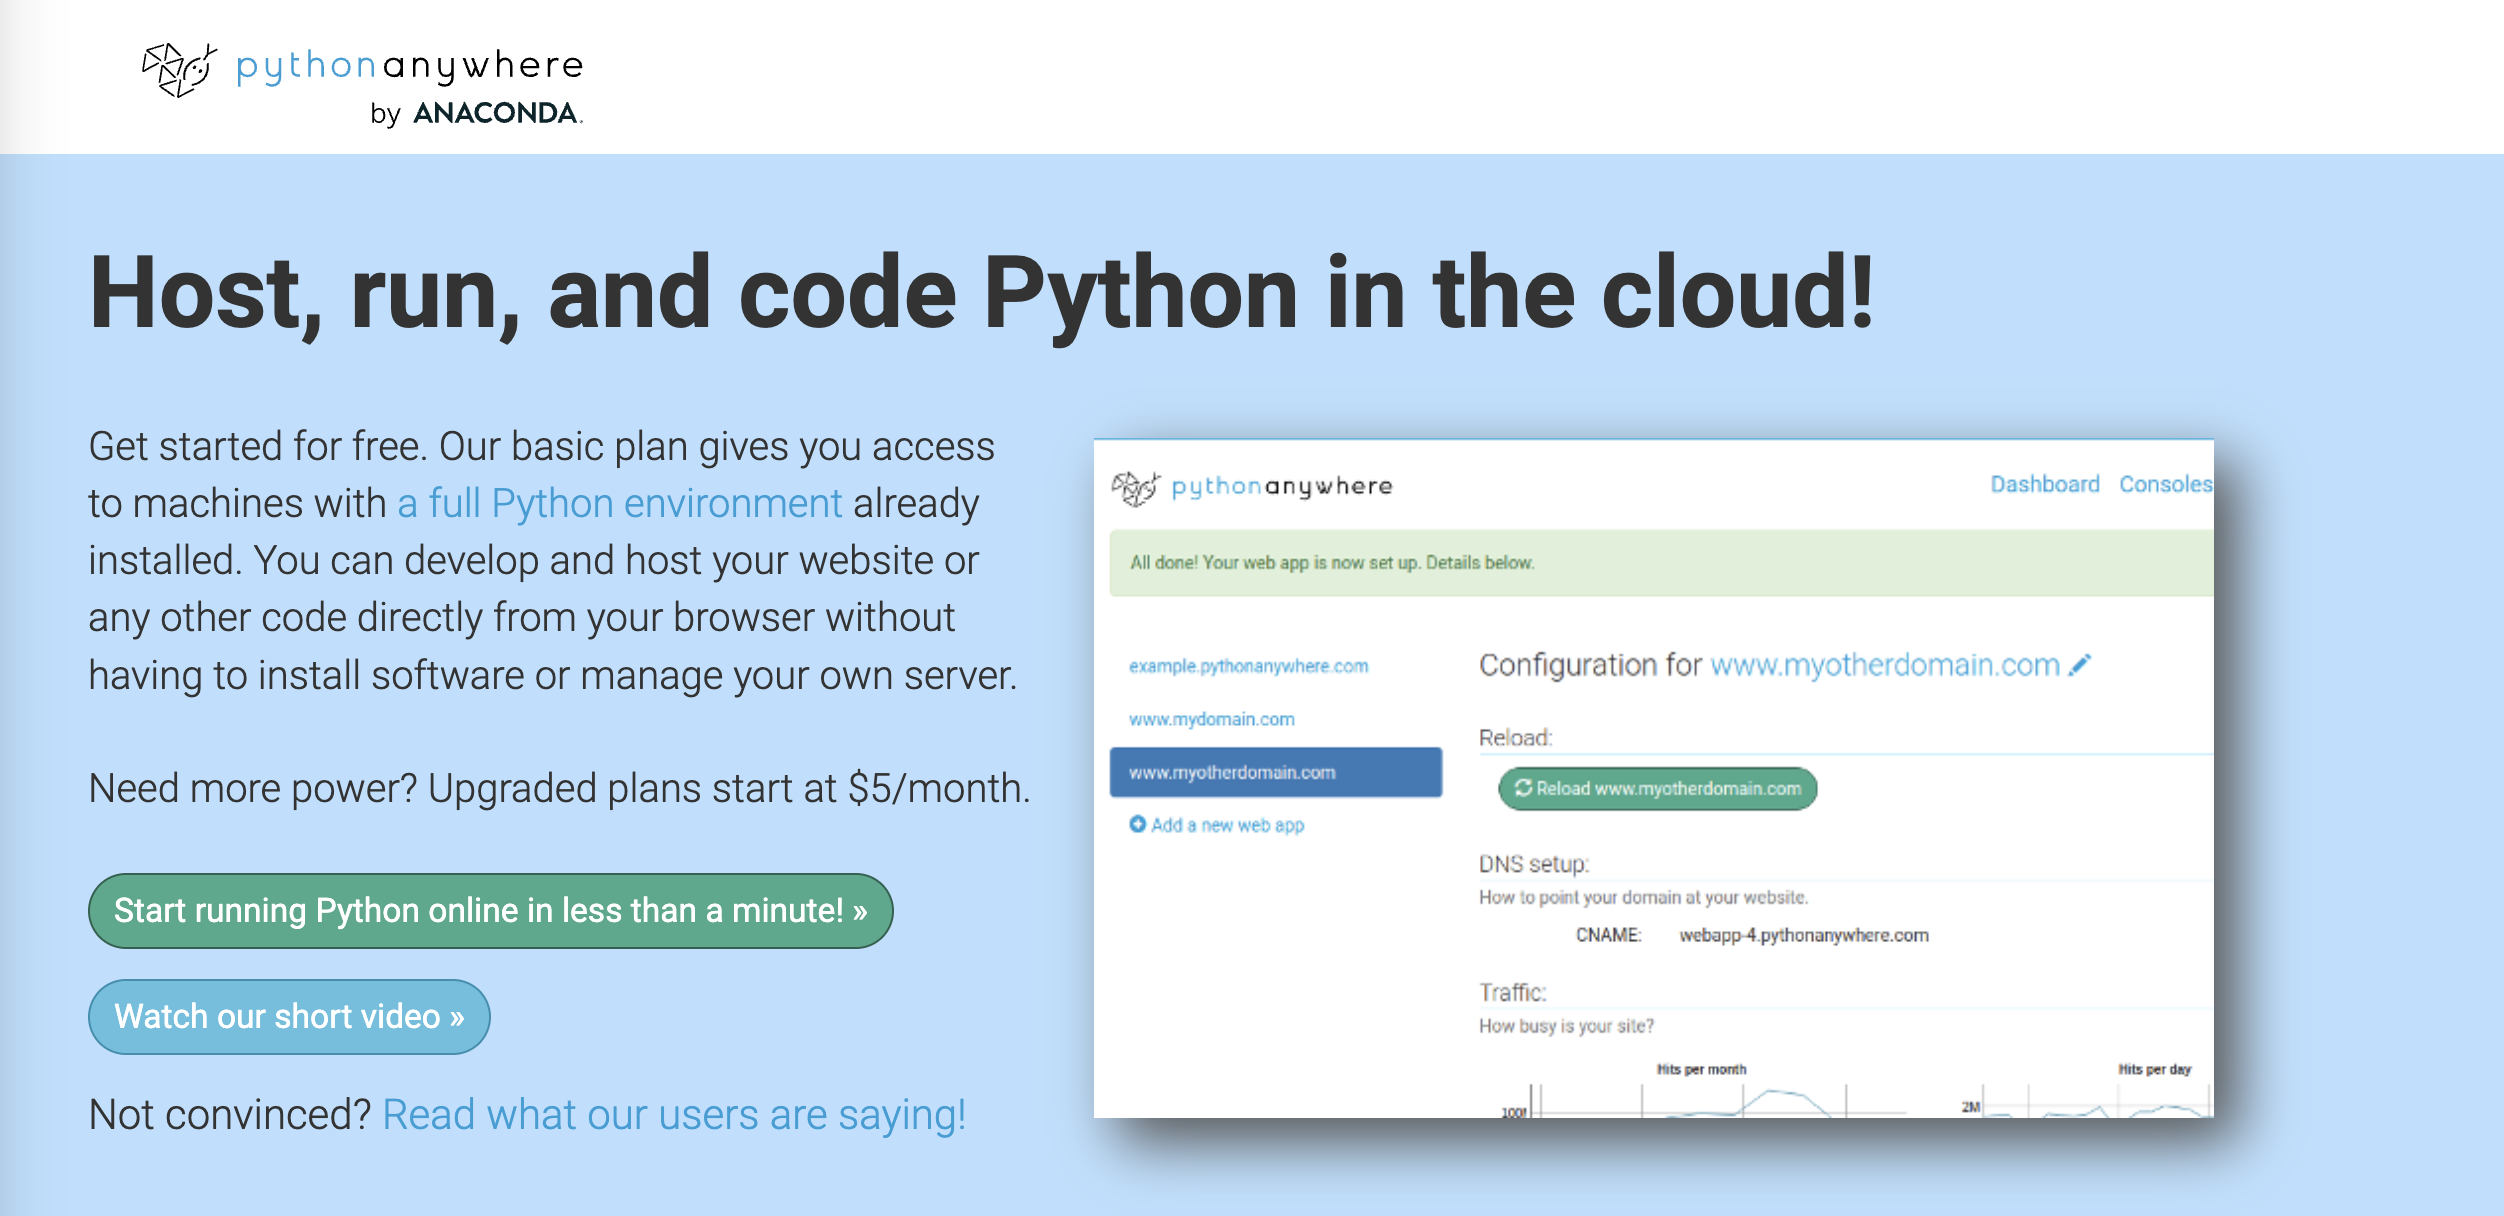 pythonanywhere
by ANACONDA.
Host, run, and code Python in the cloud!
Get started for free. Our basic plan gives you access
to machines with a full Python environment already
installed. You can develop and host your website or
any other code directly from your browser without
having to install software or manage your own server.
Need more power? Upgraded plans start at $5/month.
Start running Python online in less than a minute! »
Watch our short video »
Not convinced? Read what our users are saying!
pythonanywhere
Dashboard Consoles
All done! Your web app is now set up. Details below.
example.pythonanywhere.com
www.mydomain.com
www.myotherdomain.com
Add a new web app
Configuration for www.myotherdomain.com
Reload:
Reload www.myotherdomain.com
DNS setup:
How to point your domain at your website.
CNAME: webapp-4.pythonanywhere.com
Traffic:
How busy is your site?
Hits per month
Hits per day
2M